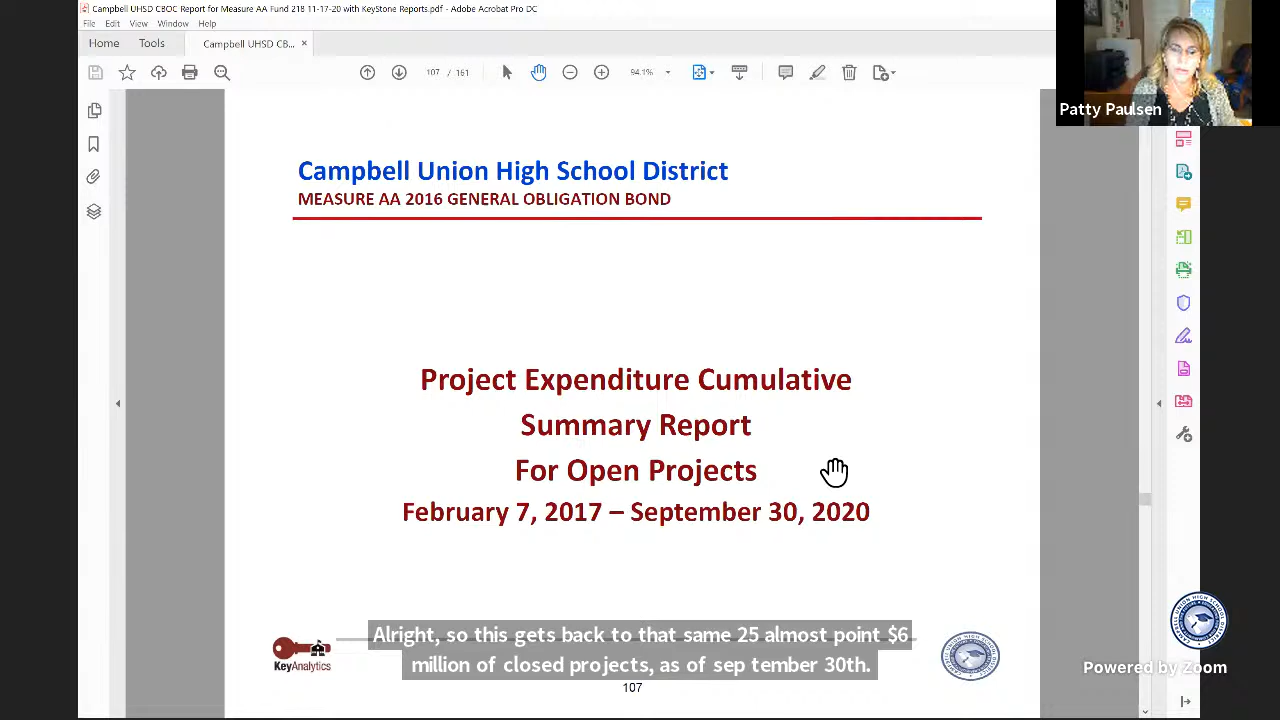 Campbell UHSD CBOC Report for Measure AA Fund 218 11-17-20 with KeyStone Reports.pdf - Adobe Acrobat Pro DC
File Edit View Window Help
Home Tools Campbell UHSD CB... ×
107 / 161 94.1%
Patty Paulsen
Campbell Union High School District
MEASURE AA 2016 GENERAL OBLIGATION BOND
Project Expenditure Cumulative
Summary Report
For Open Projects
February 7, 2017 – September 30, 2020
Alright, so this gets back to that same 25 almost point $6
million of closed projects, as of sep tember 30th.
KeyAnalytics
107
Powered by Zoom